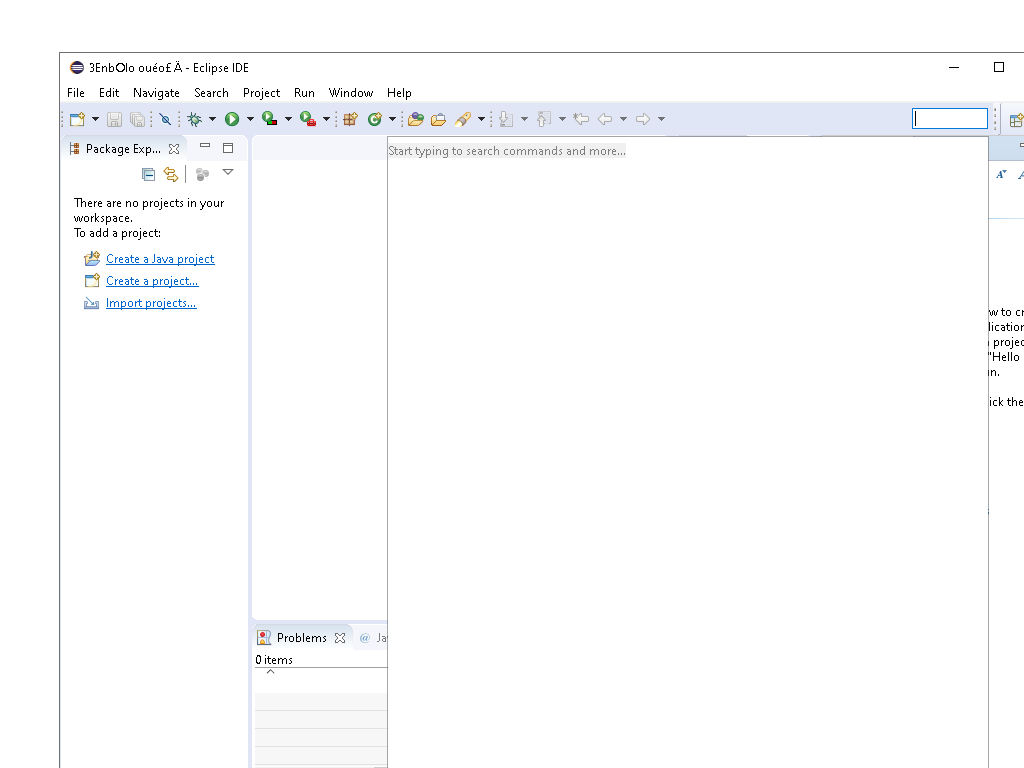 3EnbOlo ouéo£ Ä - Eclipse IDE
File Edit Navigate Search Project Run Window Help
Package Exp...
Start typing to search commands and more...
There are no projects in your
workspace.
To add a project:
Create a Java project
Create a project...
Import projects...
w to cr
lication
projec
"Hello
n.
ick the
Problems @ Ja
0 items